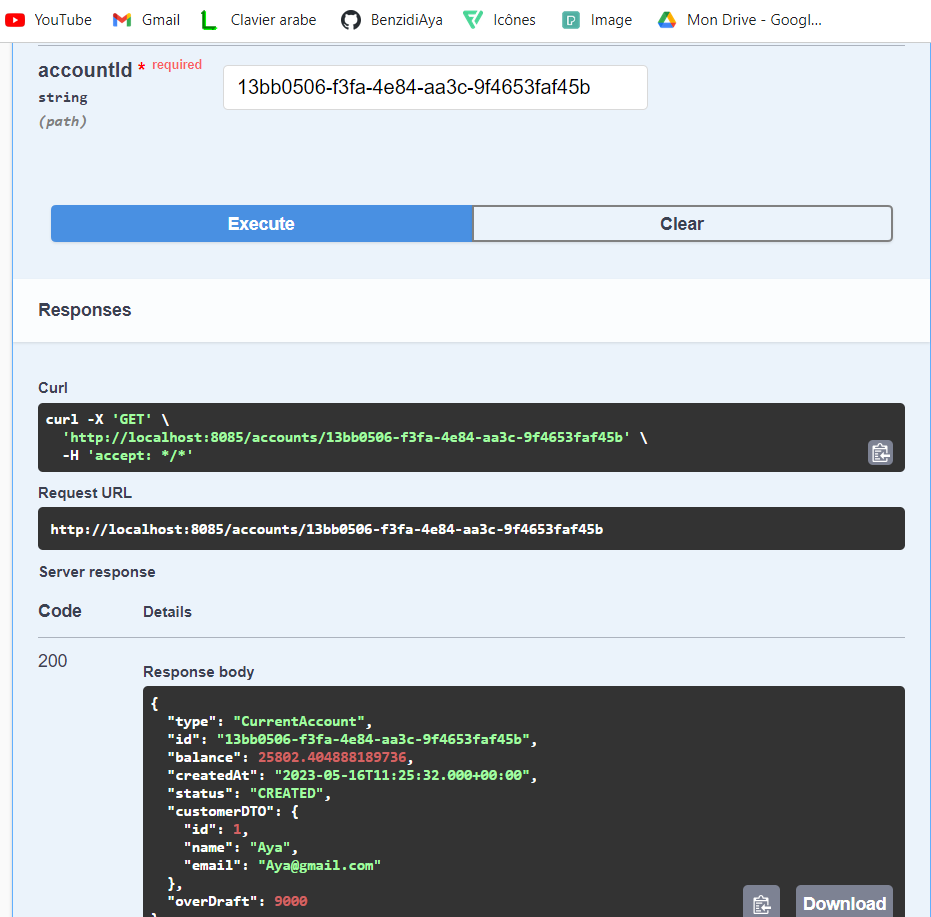 YouTube Gmail Clavier arabe BenzidiAya Icônes Image Mon Drive - Googl...
accountId * required
string
(path)
13bb0506-f3fa-4e84-aa3c-9f4653faf45b
Execute Clear
Responses
Curl
curl -X 'GET' \
'http://localhost:8085/accounts/13bb0506-f3fa-4e84-aa3c-9f4653faf45b' \
-H 'accept: */*'
Request URL
http://localhost:8085/accounts/13bb0506-f3fa-4e84-aa3c-9f4653faf45b
Server response
Code Details
200
Response body
{
"type": "CurrentAccount",
"id": "13bb0506-f3fa-4e84-aa3c-9f4653faf45b",
"balance": 25802.404888189736,
"createdAt": "2023-05-16T11:25:32.000+00:00",
"status": "CREATED",
"customerDTO": {
"id": 1,
"name": "Aya",
"email": "Aya@gmail.com"
},
"overDraft": 9000
}
Download